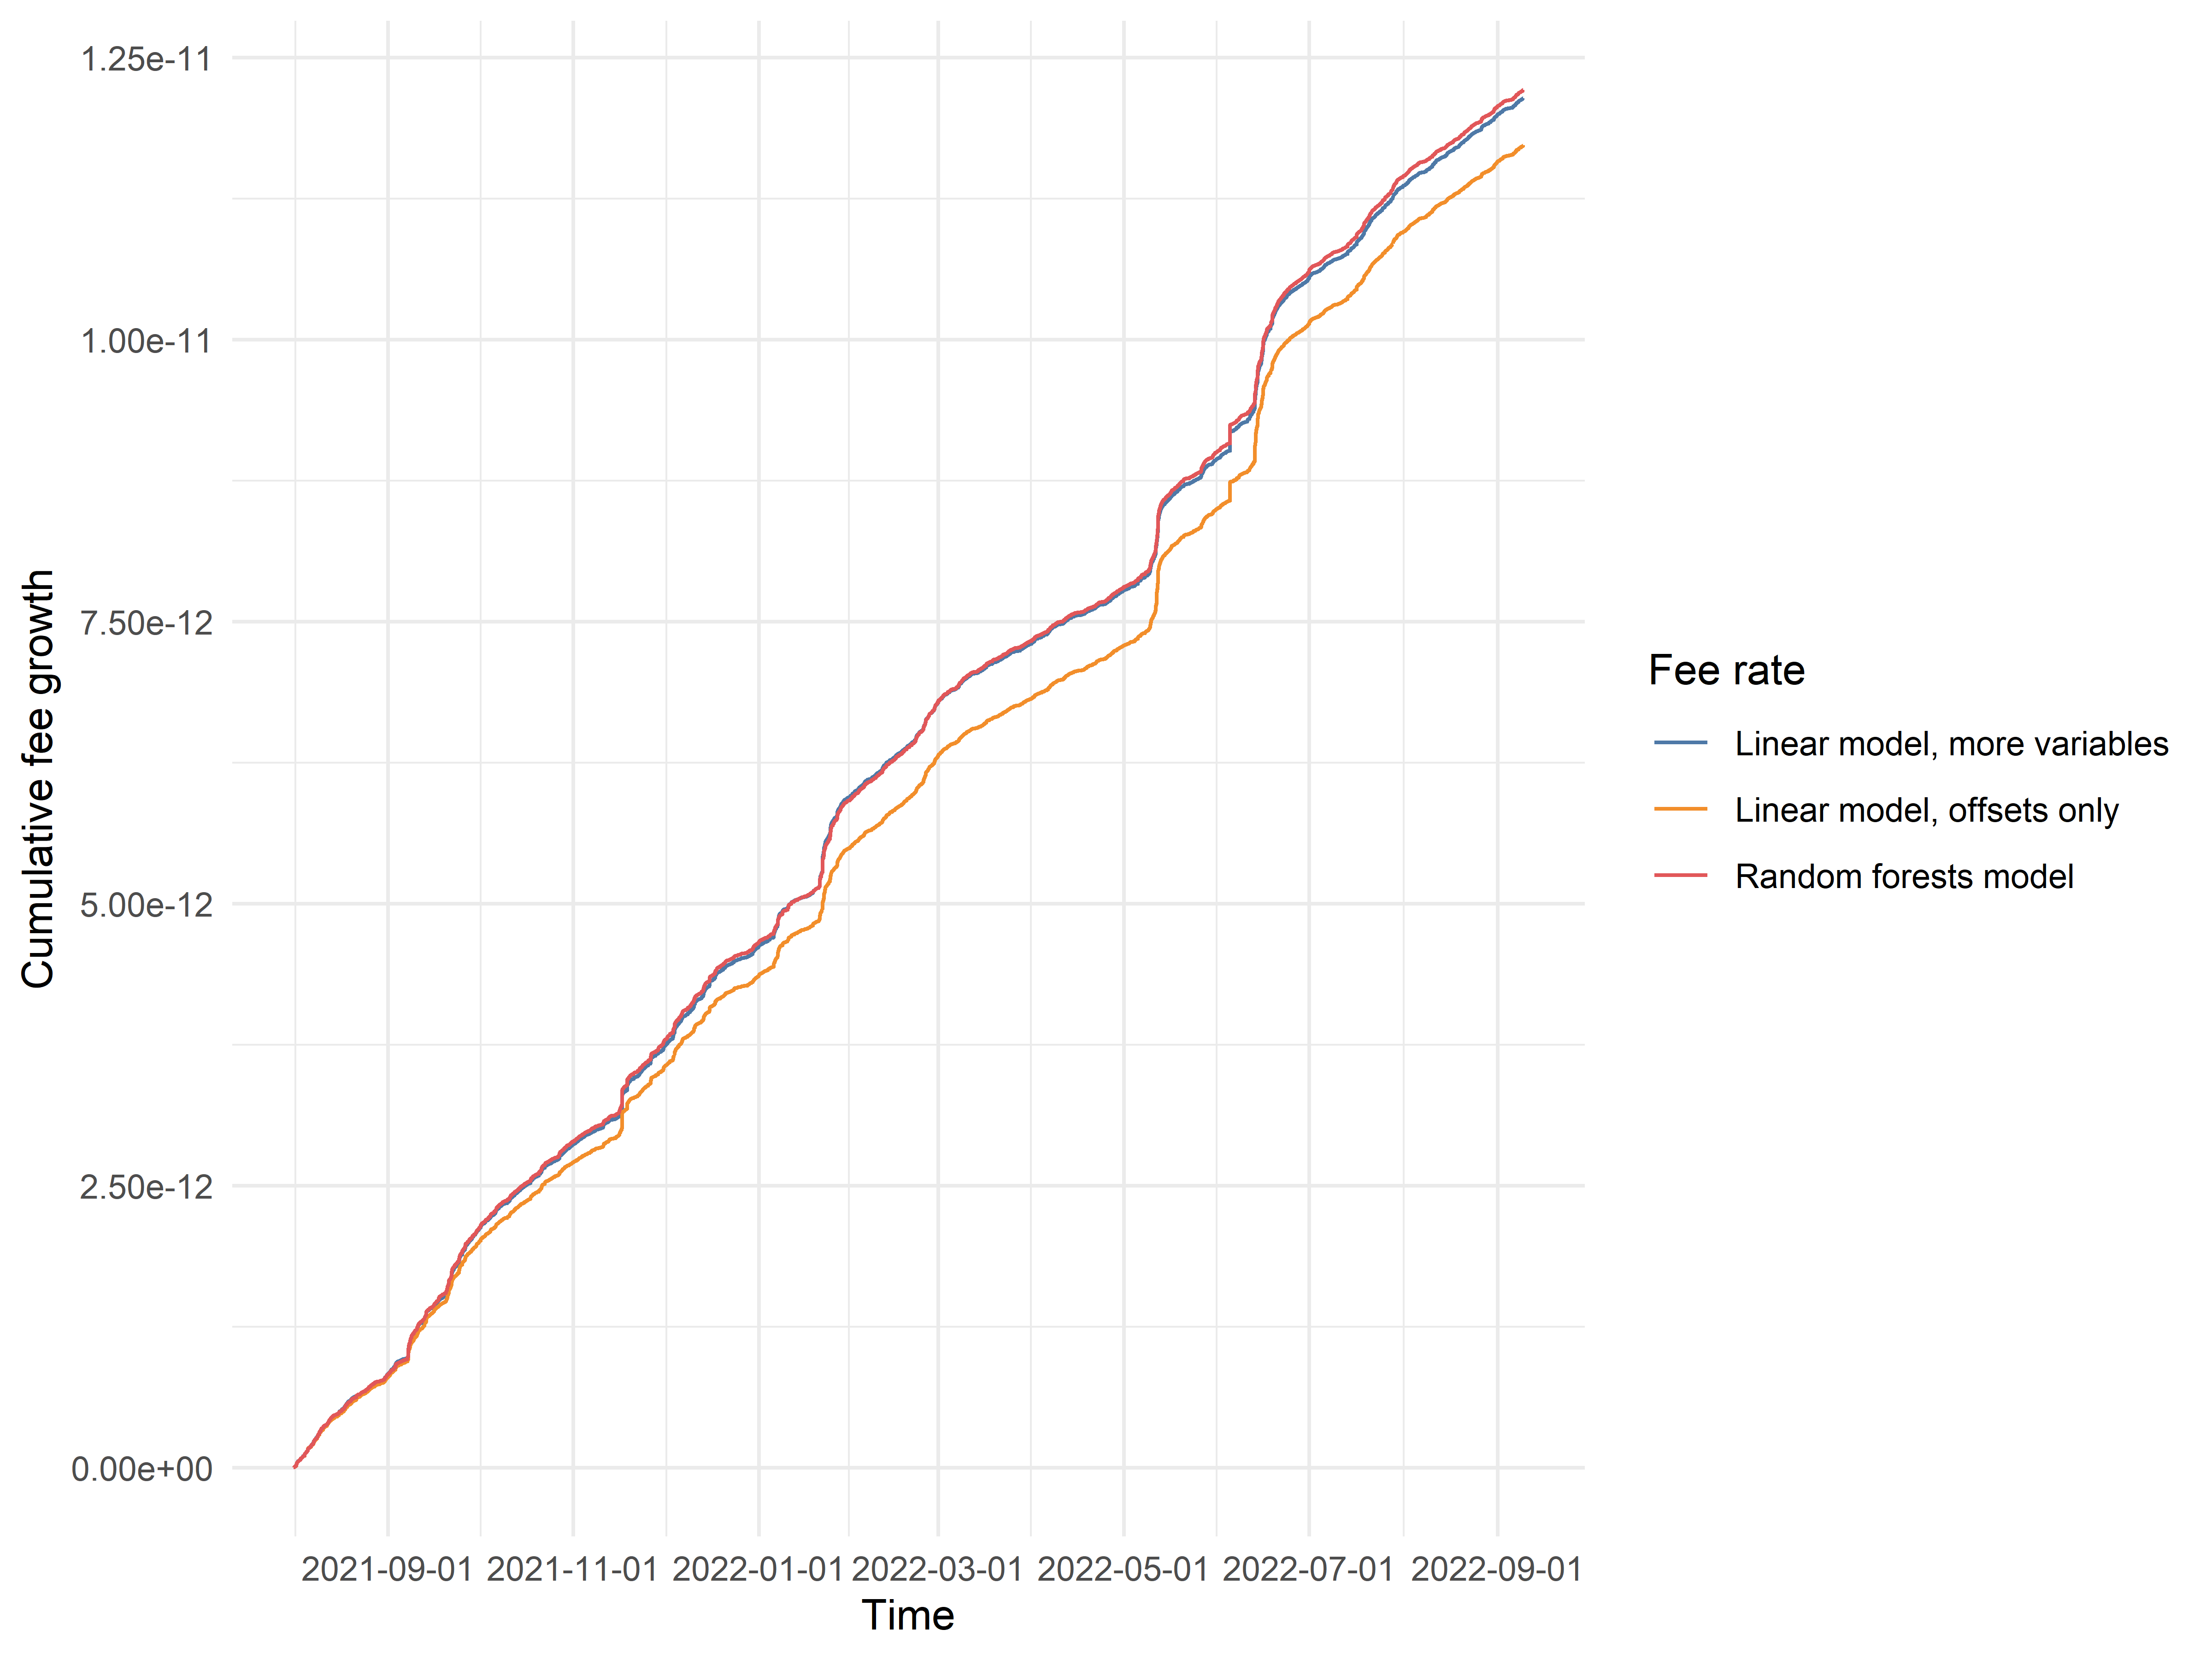 Cumulative fee growth
1.25e-11
1.00e-11
7.50e-12
5.00e-12
2.50e-12
0.00e+00
2021-09-01 2021-11-01 2022-01-01 2022-03-01 2022-05-01 2022-07-01 2022-09-01
Time
Fee rate
Linear model, more variables
Linear model, offsets only
Random forests model